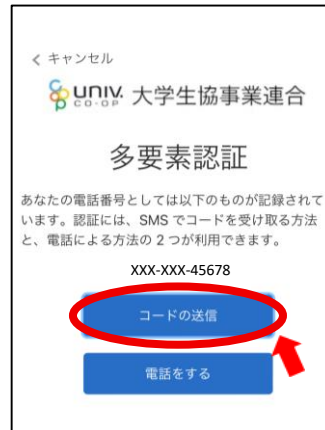 < キャンセル
univ. CO-OP 大学生協事業連合
多要素認証
あなたの電話番号としては以下のものが記録されて
います。認証には、SMS でコードを受け取る方法
と、電話による方法の 2 つが利用できます。
XXX-XXX-45678
コードの送信
電話をする